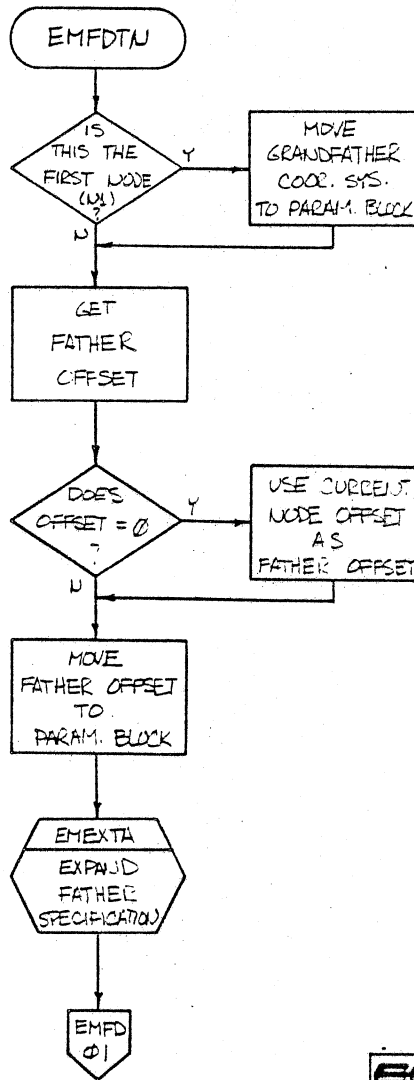 EMFDTN
IS
THIS THE
FIRST NODE
(N1)
?
Y
N
MOVE
GRANDFATHER
COOR. SYS.
TO PARAM. BLOCK
GET
FATHER
OFFSET
DOES
OFFSET = Ø
?
Y
N
USE CURRENT
NODE OFFSET
AS
FATHER OFFSET
MOVE
FATHER OFFSET
TO
PARAM. BLOCK
EMEXTA
EXPAND
FATHER
SPECIFICATION
EMFD
Ø1